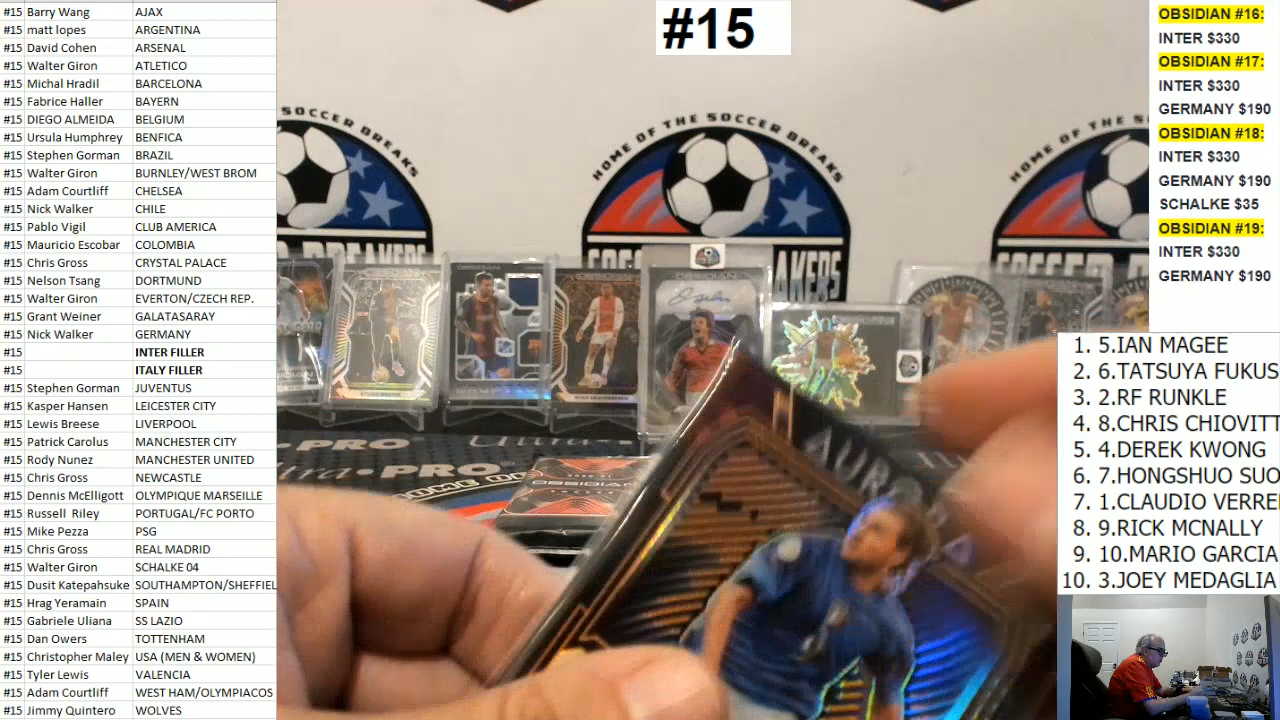 #15 Barry Wang AJAX
#15 matt lopes ARGENTINA
#15 David Cohen ARSENAL
#15 Walter Giron ATLETICO
#15 Michal Hradil BARCELONA
#15 Fabrice Haller BAYERN
#15 DIEGO ALMEIDA BELGIUM
#15 Ursula Humphrey BENFICA
#15 Stephen Gorman BRAZIL
#15 Walter Giron BURNLEY/WEST BROM
#15 Adam Courtliff CHELSEA
#15 Nick Walker CHILE
#15 Pablo Vigil CLUB AMERICA
#15 Mauricio Escobar COLOMBIA
#15 Chris Gross CRYSTAL PALACE
#15 Nelson Tsang DORTMUND
#15 Walter Giron EVERTON/CZECH REP.
#15 Grant Weiner GALATASARAY
#15 Nick Walker GERMANY
#15 INTER FILLER
#15 ITALY FILLER
#15 Stephen Gorman JUVENTUS
#15 Kasper Hansen LEICESTER CITY
#15 Lewis Breese LIVERPOOL
#15 Patrick Carolus MANCHESTER CITY
#15 Rody Nunez MANCHESTER UNITED
#15 Chris Gross NEWCASTLE
#15 Dennis McElligott OLYMPIQUE MARSEILLE
#15 Russell Riley PORTUGAL/FC PORTO
#15 Mike Pezza PSG
#15 Chris Gross REAL MADRID
#15 Walter Giron SCHALKE 04
#15 Dusit Katepahsuke SOUTHAMPTON/SHEFFIEL
#15 Hrag Yeramain SPAIN
#15 Gabriele Uliana SS LAZIO
#15 Dan Owers TOTTENHAM
#15 Christopher Maley USA (MEN & WOMEN)
#15 Tyler Lewis VALENCIA
#15 Adam Courtliff WEST HAM/OLYMPIACOS
#15 Jimmy Quintero WOLVES
#15
HOME OF THE SOCCER BREAKS
SOCCER BREAKS
HOME OF THE
OBSIDIAN
AURO
PRO
Ultra
OBSIDIAN
OBSIDIAN #16:
INTER $330
OBSIDIAN #17:
INTER $330
GERMANY $190
OBSIDIAN #18:
INTER $330
GERMANY $190
SCHALKE $35
OBSIDIAN #19:
INTER $330
GERMANY $190
1. 5.IAN MAGEE
2. 6.TATSUYA FUKUS
3. 2.RF RUNKLE
4. 8.CHRIS CHIOVITT
5. 4.DEREK KWONG
6. 7.HONGSHUO SUO
7. 1.CLAUDIO VERRE
8. 9.RICK MCNALLY
9. 10.MARIO GARCIA
10. 3.JOEY MEDAGLIA